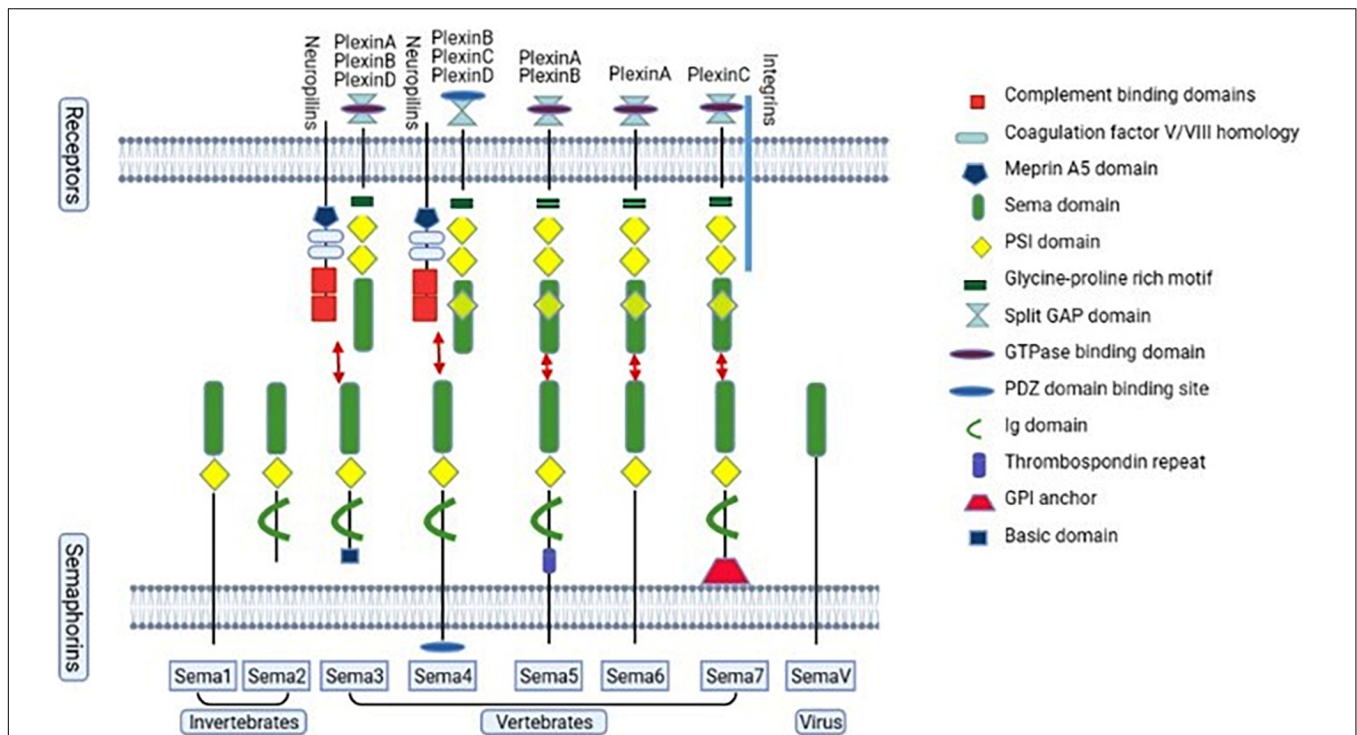 Neuropilins
PlexinA
PlexinB
PlexinD
Neuropilins
PlexinB
PlexinC
PlexinD
PlexinA
PlexinB
PlexinA
PlexinC
Integrins
Receptors
Complement binding domains
Coagulation factor V/VIII homology
Meprin A5 domain
Sema domain
PSI domain
Glycine-proline rich motif
Split GAP domain
GTPase binding domain
PDZ domain binding site
Ig domain
Thrombospondin repeat
GPI anchor
Basic domain
Semaphorins
Sema1
Sema2
Sema3
Sema4
Sema5
Sema6
Sema7
SemaV
Invertebrates
Vertebrates
Virus